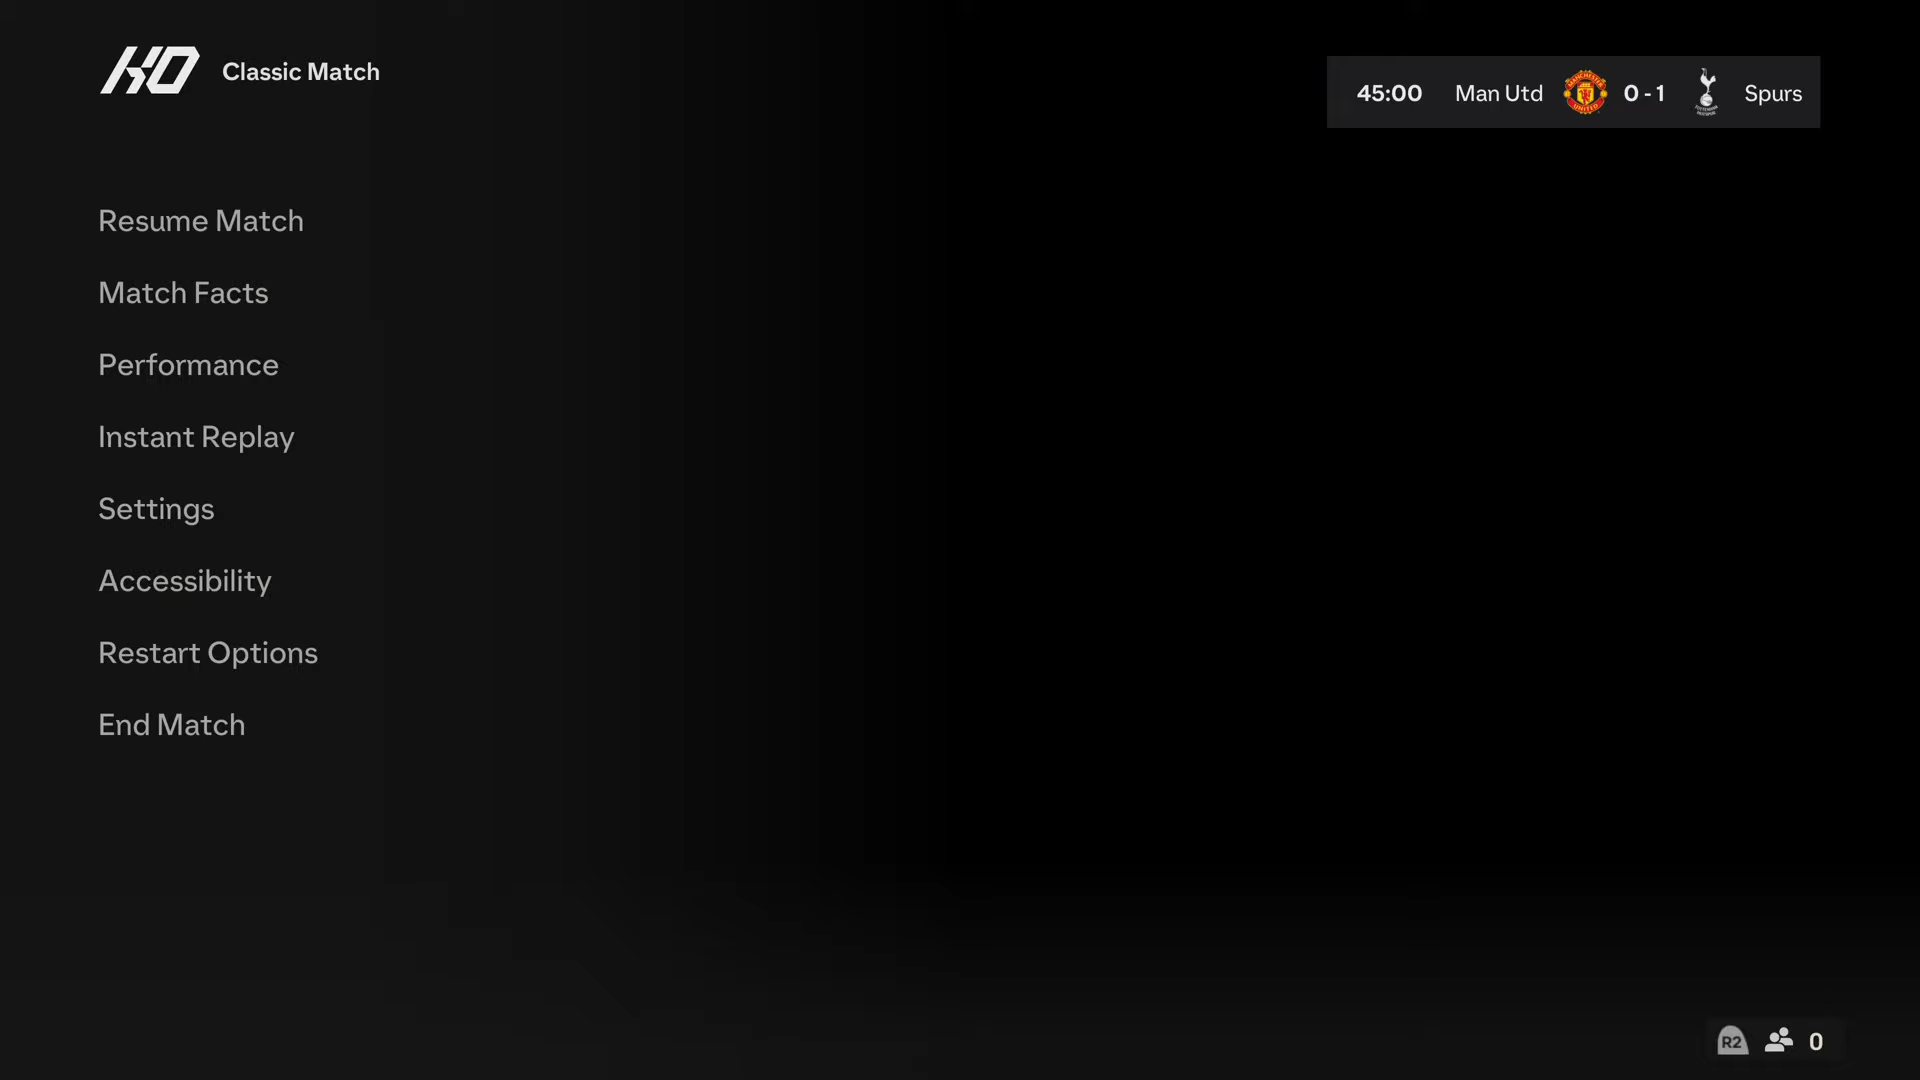 KO Classic Match
45:00 Man Utd 0 - 1 Spurs
Resume Match
Match Facts
Performance
Instant Replay
Settings
Accessibility
Restart Options
End Match
R2 0